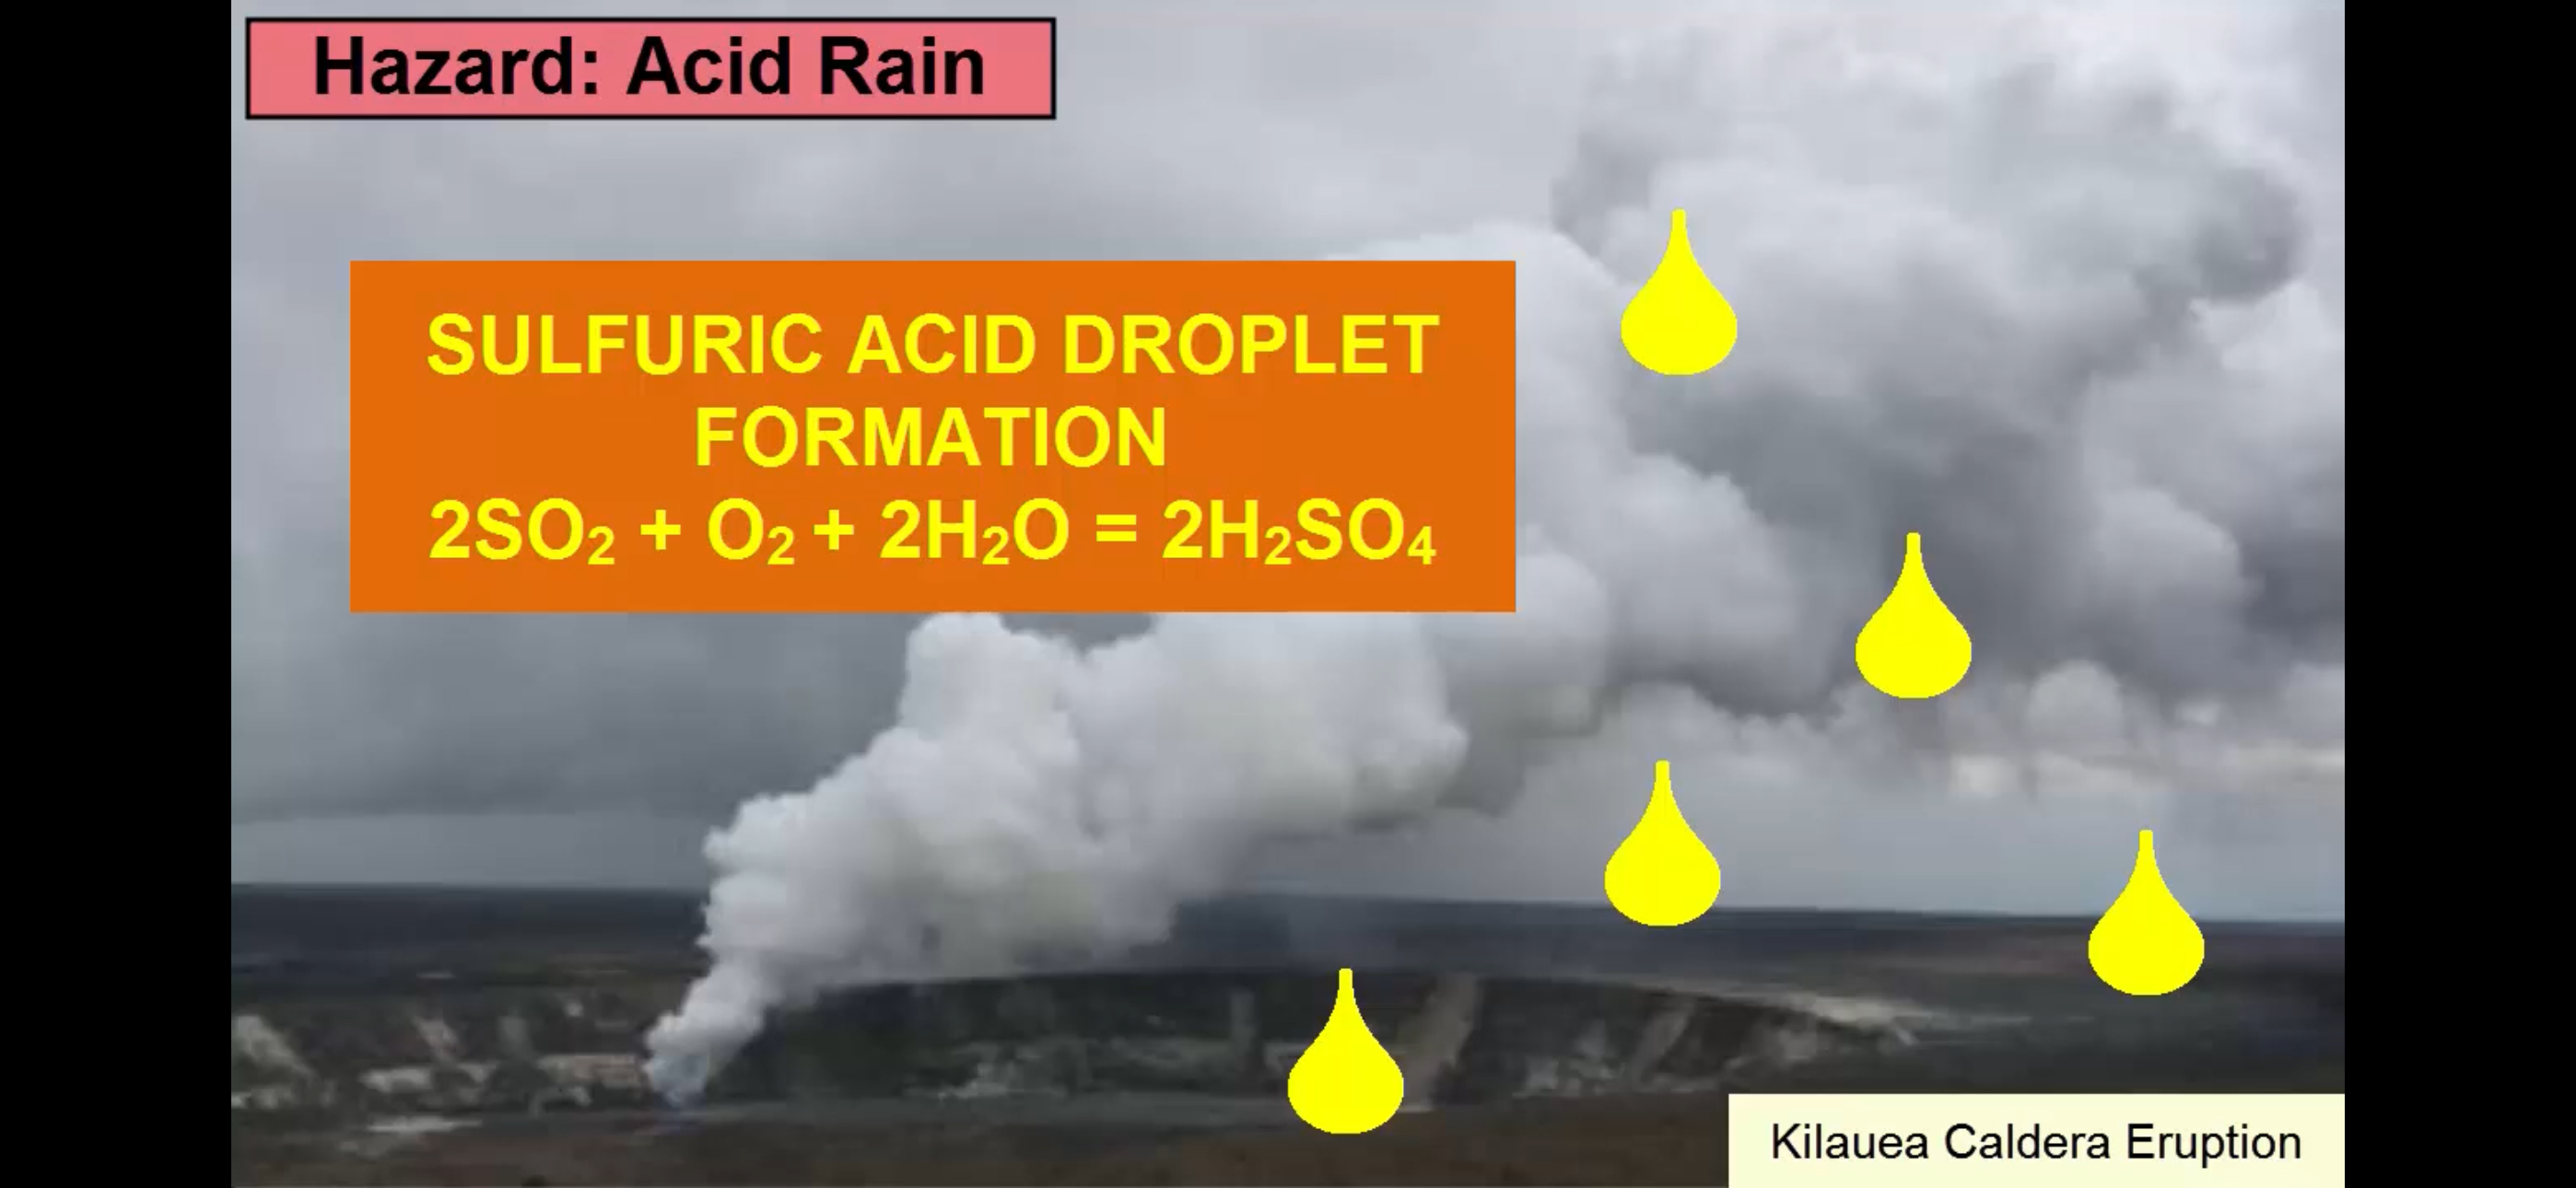 Hazard: Acid Rain
SULFURIC ACID DROPLET
FORMATION
2SO₂ + O₂ + 2H₂O = 2H₂SO₄
Kilauea Caldera Eruption